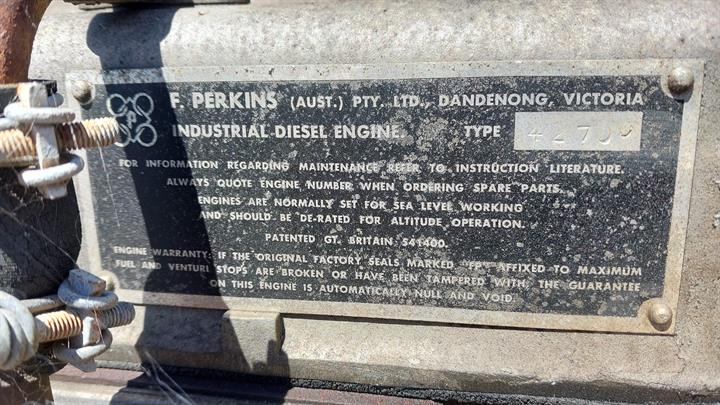 F. PERKINS (AUST.) PTY. LTD., DANDENONG, VICTORIA
INDUSTRIAL DIESEL ENGINE. TYPE
FOR INFORMATION REGARDING MAINTENANCE REFER TO INSTRUCTION LITERATURE.
ALWAYS QUOTE ENGINE NUMBER WHEN ORDERING SPARE PARTS.
ENGINES ARE NORMALLY SET FOR SEA LEVEL WORKING
AND SHOULD BE DE-RATED FOR ALTITUDE OPERATION.
PATENTED GT. BRITAIN 541400.
ENGINE WARRANTY: IF THE ORIGINAL FACTORY SEALS MARKED AFFIXED TO MAXIMUM
FUEL AND VENTURI STOPS ARE BROKEN OR HAVE BEEN TAMPERED WITH, THE GUARANTEE
ON THIS ENGINE IS AUTOMATICALLY NULL AND VOID.